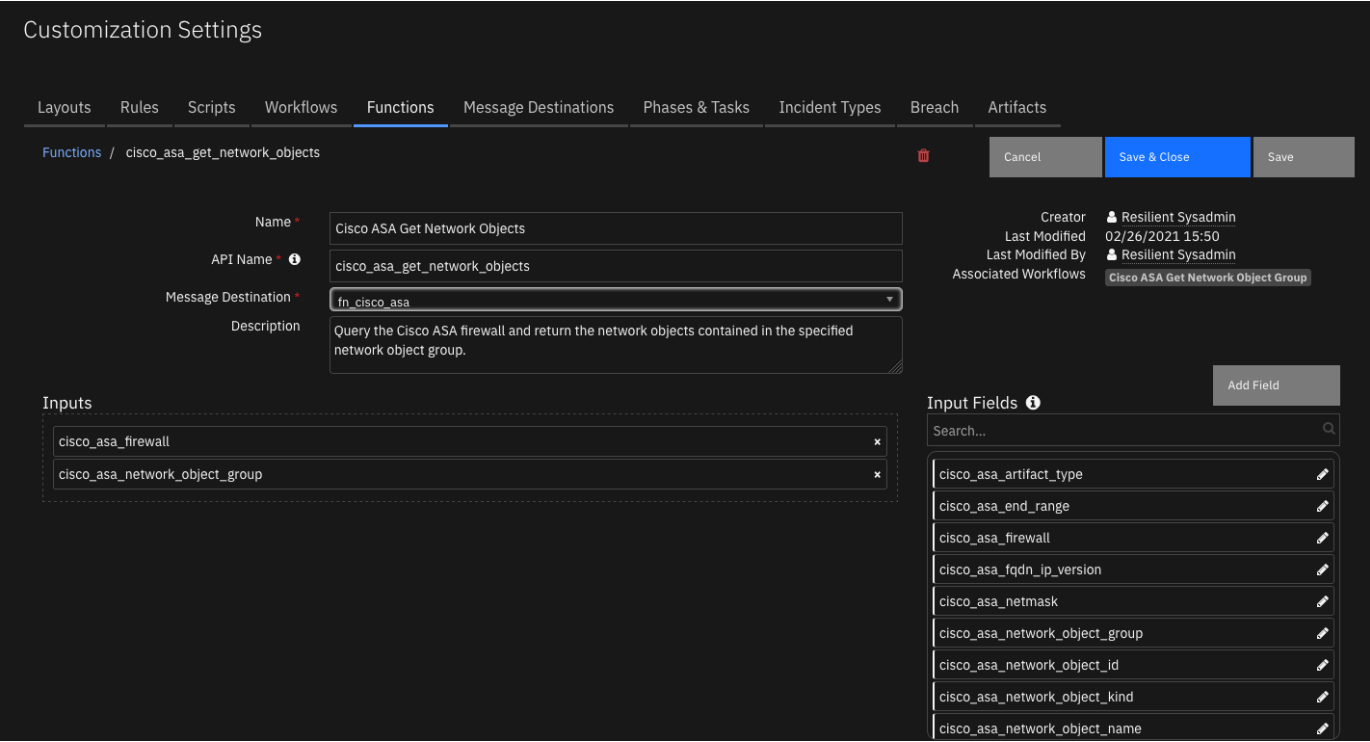 Customization Settings
Layouts Rules Scripts Workflows Functions Message Destinations Phases & Tasks Incident Types Breach Artifacts
Functions / cisco_asa_get_network_objects
Cancel Save & Close Save
Name * Cisco ASA Get Network Objects
API Name * cisco_asa_get_network_objects
Message Destination * fn_cisco_asa
Description Query the Cisco ASA firewall and return the network objects contained in the specified
network object group.
Creator Resilient Sysadmin
Last Modified 02/26/2021 15:50
Last Modified By Resilient Sysadmin
Associated Workflows Cisco ASA Get Network Object Group
Inputs
cisco_asa_firewall ×
cisco_asa_network_object_group ×
Add Field
Input Fields
Search...
cisco_asa_artifact_type
cisco_asa_end_range
cisco_asa_firewall
cisco_asa_fqdn_ip_version
cisco_asa_netmask
cisco_asa_network_object_group
cisco_asa_network_object_id
cisco_asa_network_object_kind
cisco_asa_network_object_name